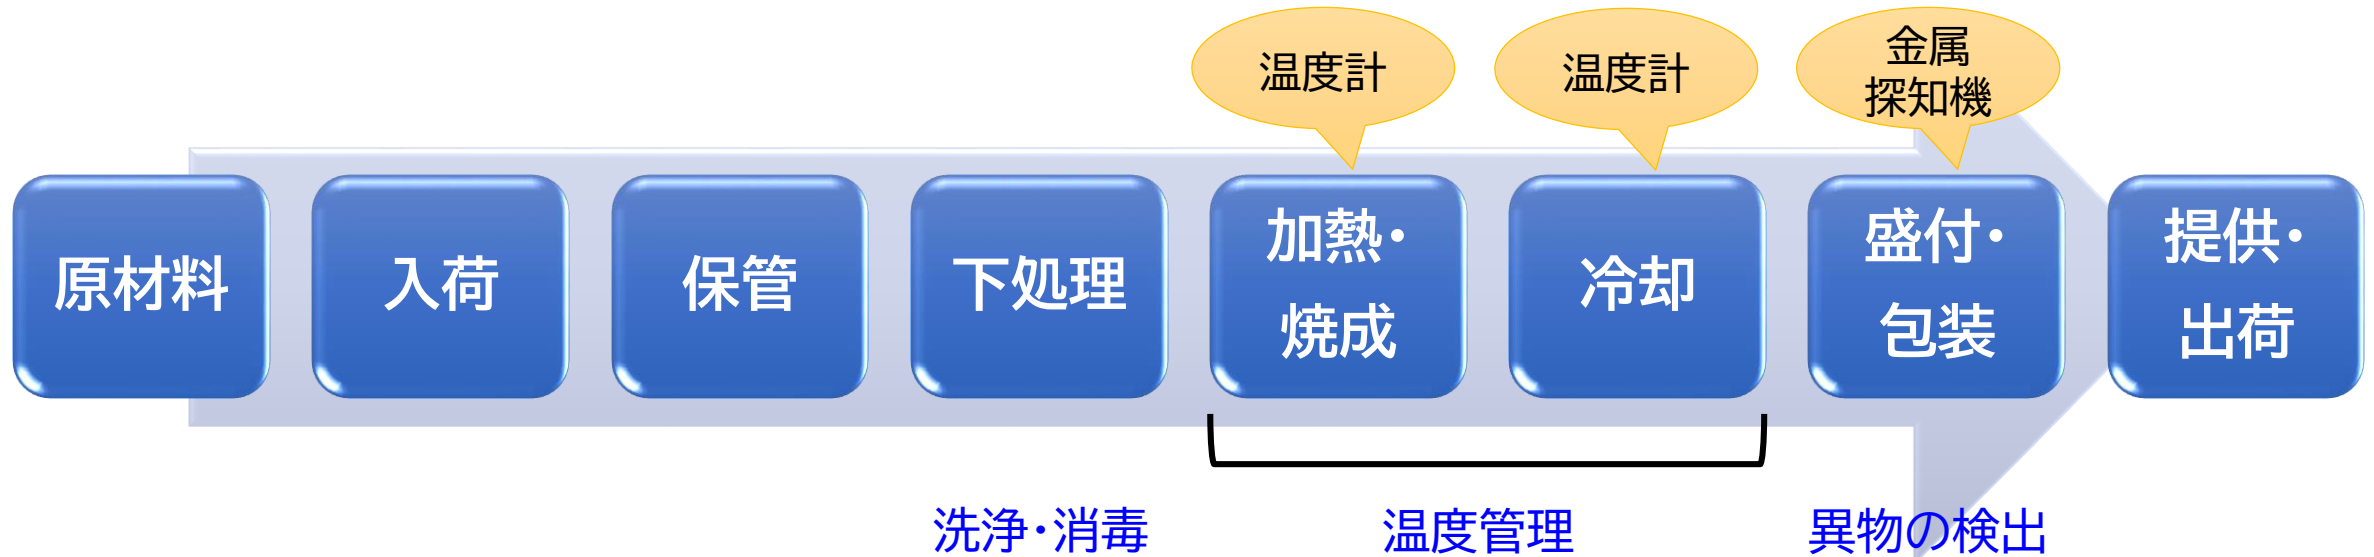 温度計
温度計
金属
探知機
原材料
入荷
保管
下処理
加熱・
焼成
冷却
盛付・
包装
提供・
出荷
洗浄・消毒
温度管理
異物の検出